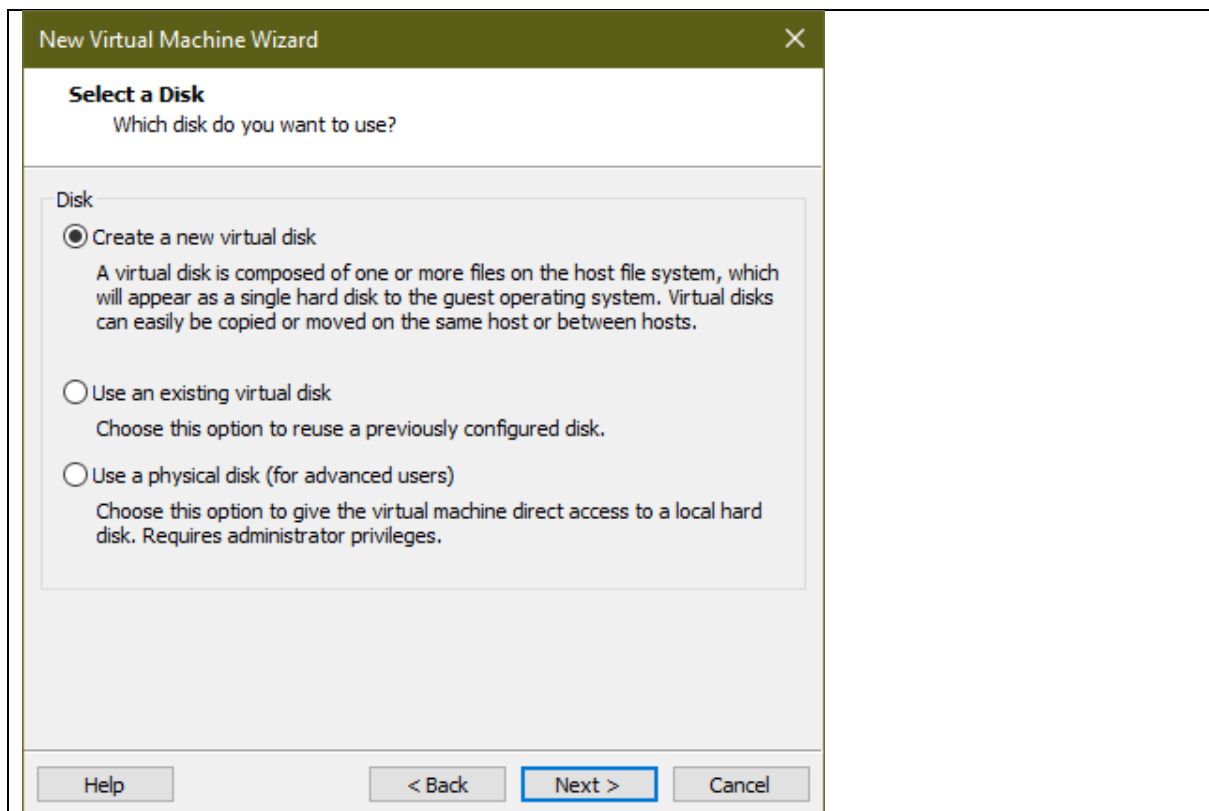 New Virtual Machine Wizard
Select a Disk
Which disk do you want to use?
Disk
Create a new virtual disk
A virtual disk is composed of one or more files on the host file system, which
will appear as a single hard disk to the guest operating system. Virtual disks
can easily be copied or moved on the same host or between hosts.
Use an existing virtual disk
Choose this option to reuse a previously configured disk.
Use a physical disk (for advanced users)
Choose this option to give the virtual machine direct access to a local hard
disk. Requires administrator privileges.
Help < Back Next > Cancel